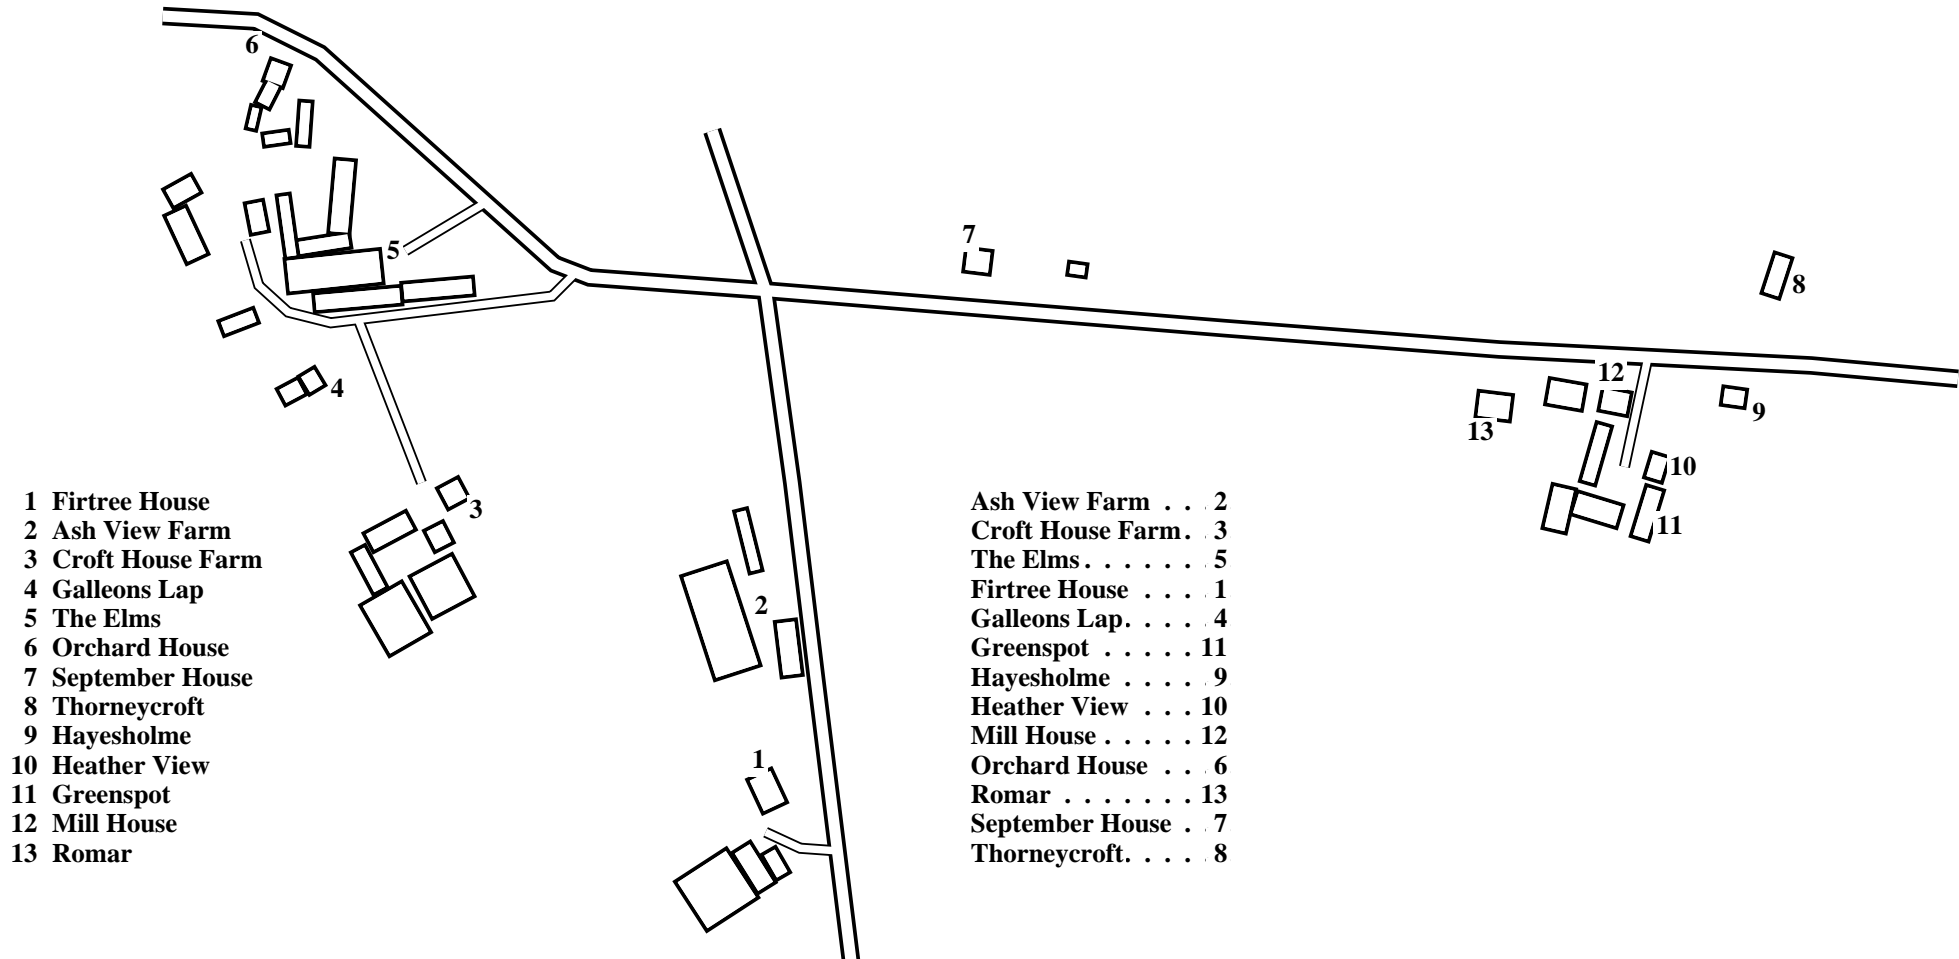 6
7
5
8
12
4
9
13
10
3
11
2
1
1 Firtree House
2 Ash View Farm
3 Croft House Farm
4 Galleons Lap
5 The Elms
6 Orchard House
7 September House
8 Thorneycroft
9 Hayesholme
10 Heather View
11 Greenspot
12 Mill House
13 Romar
Ash View Farm . . . 2
Croft House Farm . . 3
The Elms . . . . . . . 5
Firtree House . . . . 1
Galleons Lap . . . . . 4
Greenspot . . . . . 11
Hayesholme . . . . . 9
Heather View . . . 10
Mill House . . . . . 12
Orchard House . . . 6
Romar . . . . . . . 13
September House . . 7
Thorneycroft . . . . . 8